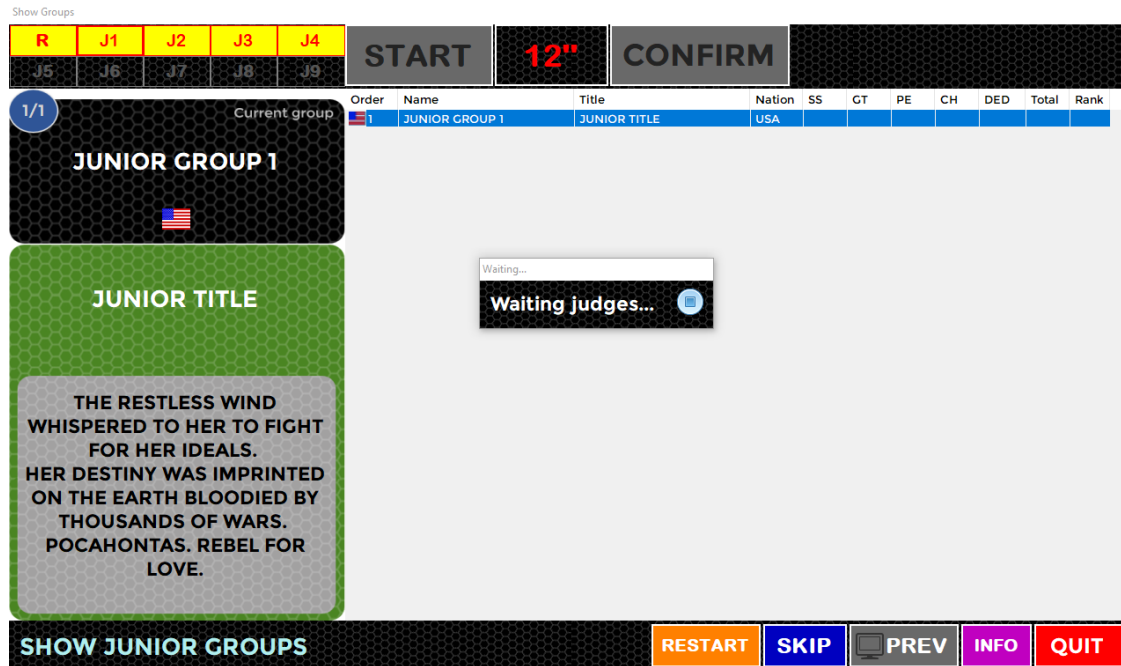 Show Groups
R J1 J2 J3 J4
J5 J6 J7 J8 J9
START 12" CONFIRM
1/1
Current group
JUNIOR GROUP 1
JUNIOR TITLE
THE RESTLESS WIND
WHISPERED TO HER TO FIGHT
FOR HER IDEALS.
HER DESTINY WAS IMPRINTED
ON THE EARTH BLOODIED BY
THOUSANDS OF WARS.
POCAHONTAS. REBEL FOR
LOVE.
Order Name Title Nation SS GT PE CH DED Total Rank
1 JUNIOR GROUP 1 JUNIOR TITLE USA
Waiting...
Waiting judges...
SHOW JUNIOR GROUPS
RESTART SKIP PREV INFO QUIT